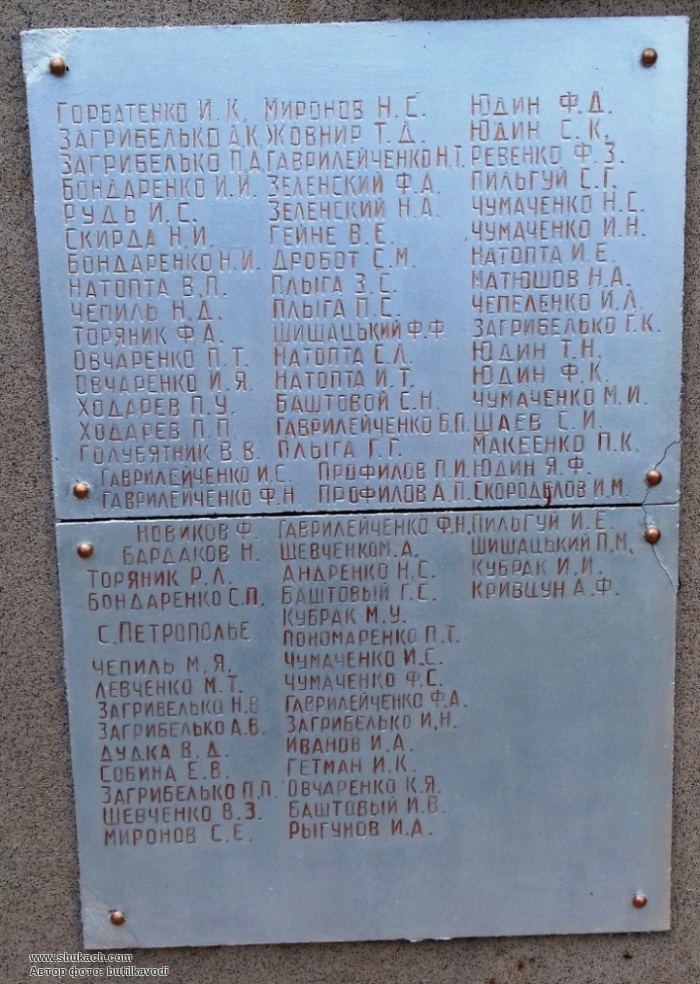 ГОРБАТЕНКО И.К. МИРОНОВ Н.С. ЮДИН Ф.Д.
ЗАГРИБЕЛЬКО А.К. ЖОВНИР Т.Д. ЮДИН С.К.
ЗАГРИБЕЛЬКО П.А. ГАВРИЛЕЙЧЕНКО Н.Т. РЕВЕНКО Ф.З.
БОНДАРЕНКО И.И. ЗЕЛЕНСКИЙ Ф.А. ПИЛЬГУЙ С.Г.
РУДЬ И.С. ЗЕЛЕНСКИЙ Н.А. ЧУМАЧЕНКО Н.С.
СКИРДА Н.И. ГЕЙНЕ В.Е. ЧУМАЧЕНКО И.Н.
БОНДАРЕНКО Н.И. ДРОБОТ С.М. НАТОПТА И.Е.
НАТОПТА В.П. ПЛЫГА З.С. МАТЮШОВ Н.А.
ЧЕПИЛЬ Н.Д. ПЛЫГА П.С. ЧЕПЕЛЕНКО И.Л.
ТОРЯНИК Ф.А. ШИШАЦЬКИЙ Ф.Ф. ЗАГРИБЕЛЬКО Г.К.
ОВЧАРЕНКО П.Т. НАТОПТА С.Л. ЮДИН Т.Н.
ОВЧАРЕНКО И.Я. НАТОПТА И.Т. ЮДИН Ф.К.
ХОДАРЕВ П.У. БАШТОВОЙ С.Н. ЧУМАЧЕНКО М.И.
ХОДАРЕВ П.П. ГАВРИЛЕЙЧЕНКО Б.П. ШАЕВ С.И.
ГОЛУБЯТНИК В.В. ПЛЫГА Г.Г. МАКЕЕНКО П.К.
ГАВРИЛЕЙЧЕНКО И.С. ПРОФИЛОВ П.И. ЮДИН Я.Ф.
ГАВРИЛЕЙЧЕНКО Ф.Н. ПРОФИЛОВ А.П. СКОРОДЕЛОВ И.М.
НОВИКОВ Ф. ГАВРИЛЕЙЧЕНКО Ф.Н. ПИЛЬГУЙ И.Е.
БАРДАКОВ Н. ШЕВЧЕНКО М.А. ШИШАЦЬКИЙ П.М.
ТОРЯНИК Р.Л. АНДРЕНКО Н.С. КУБРАК И.И.
БОНДАРЕНКО С.П. БАШТОВЫЙ Г.С. КРИВЦУН А.Ф.
КУБРАК М.У.
С.ПЕТРОПОЛЬЕ ПОНОМАРЕНКО П.Т.
ЧЕПИЛЬ М.Я. ЧУМАЧЕНКО И.С.
ЛЕВЧЕНКО М.Т. ЧУМАЧЕНКО Ф.С.
ЗАГРИБЕЛЬКО Н.В. ГАВРИЛЕЙЧЕНКО Ф.А.
ЗАГРИБЕЛЬКО А.В. ЗАГРИБЕЛЬКО И.Н.
ДУДКА В.Д. ИВАНОВ И.А.
СОБИНА Е.В. ГЕТМАН И.К.
ЗАГРИБЕЛЬКО П.П. ОВЧАРЕНКО К.Я.
ШЕВЧЕНКО В.З. БАШТОВЫЙ И.В.
МИРОНОВ С.Е. РЫГУНОВ И.Д.
www.shukach.com
Автор фото: butilkavodi